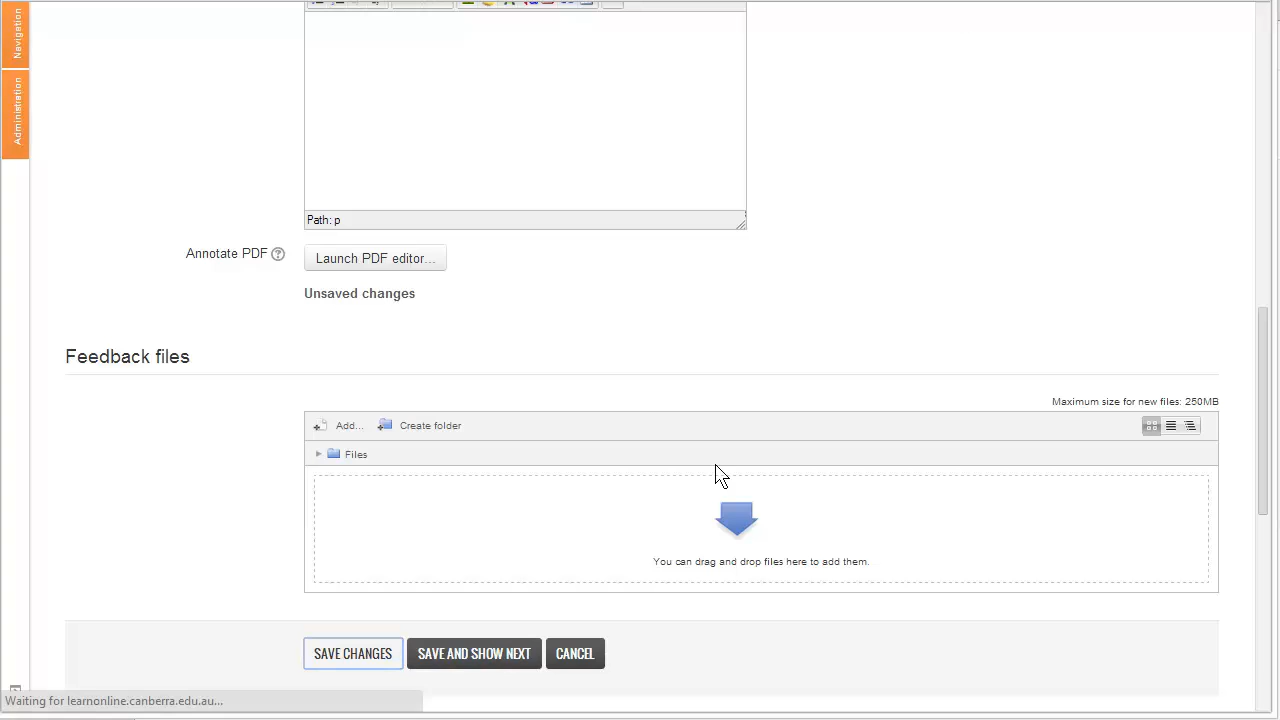 Navigation
Administration
Path: p
Annotate PDF
Launch PDF editor...
Unsaved changes
Feedback files
Maximum size for new files: 250MB
Add...
Create folder
Files
You can drag and drop files here to add them.
SAVE CHANGES
SAVE AND SHOW NEXT
CANCEL
Waiting for learnonline.canberra.edu.au...